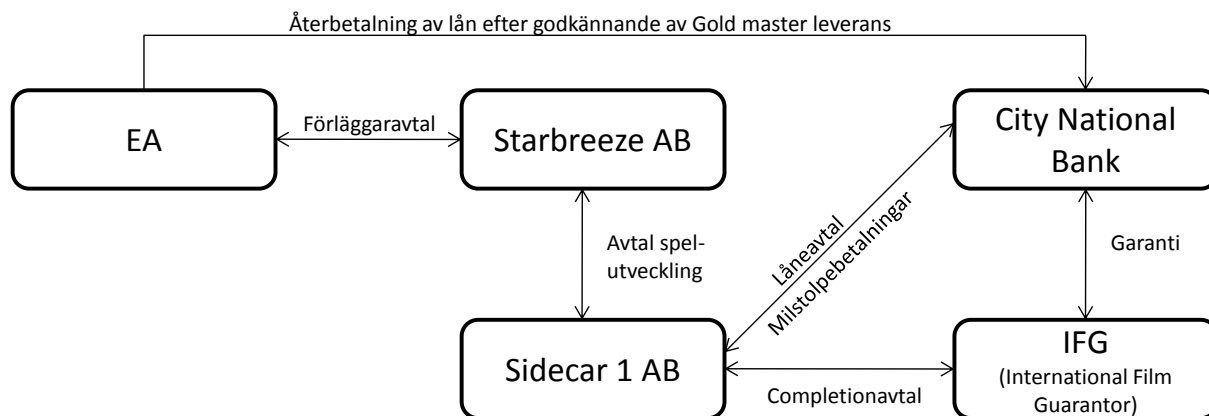 Återbetalning av lån efter godkännande av Gold master leverans
EA
Förläggaravtal
Starbreeze AB
City National
Bank
Avtal spel-
utveckling
Låneavtal
Milstolpebetalningar
Garanti
Sidecar 1 AB
Completionavtal
IFG
(International Film
Guarantor)